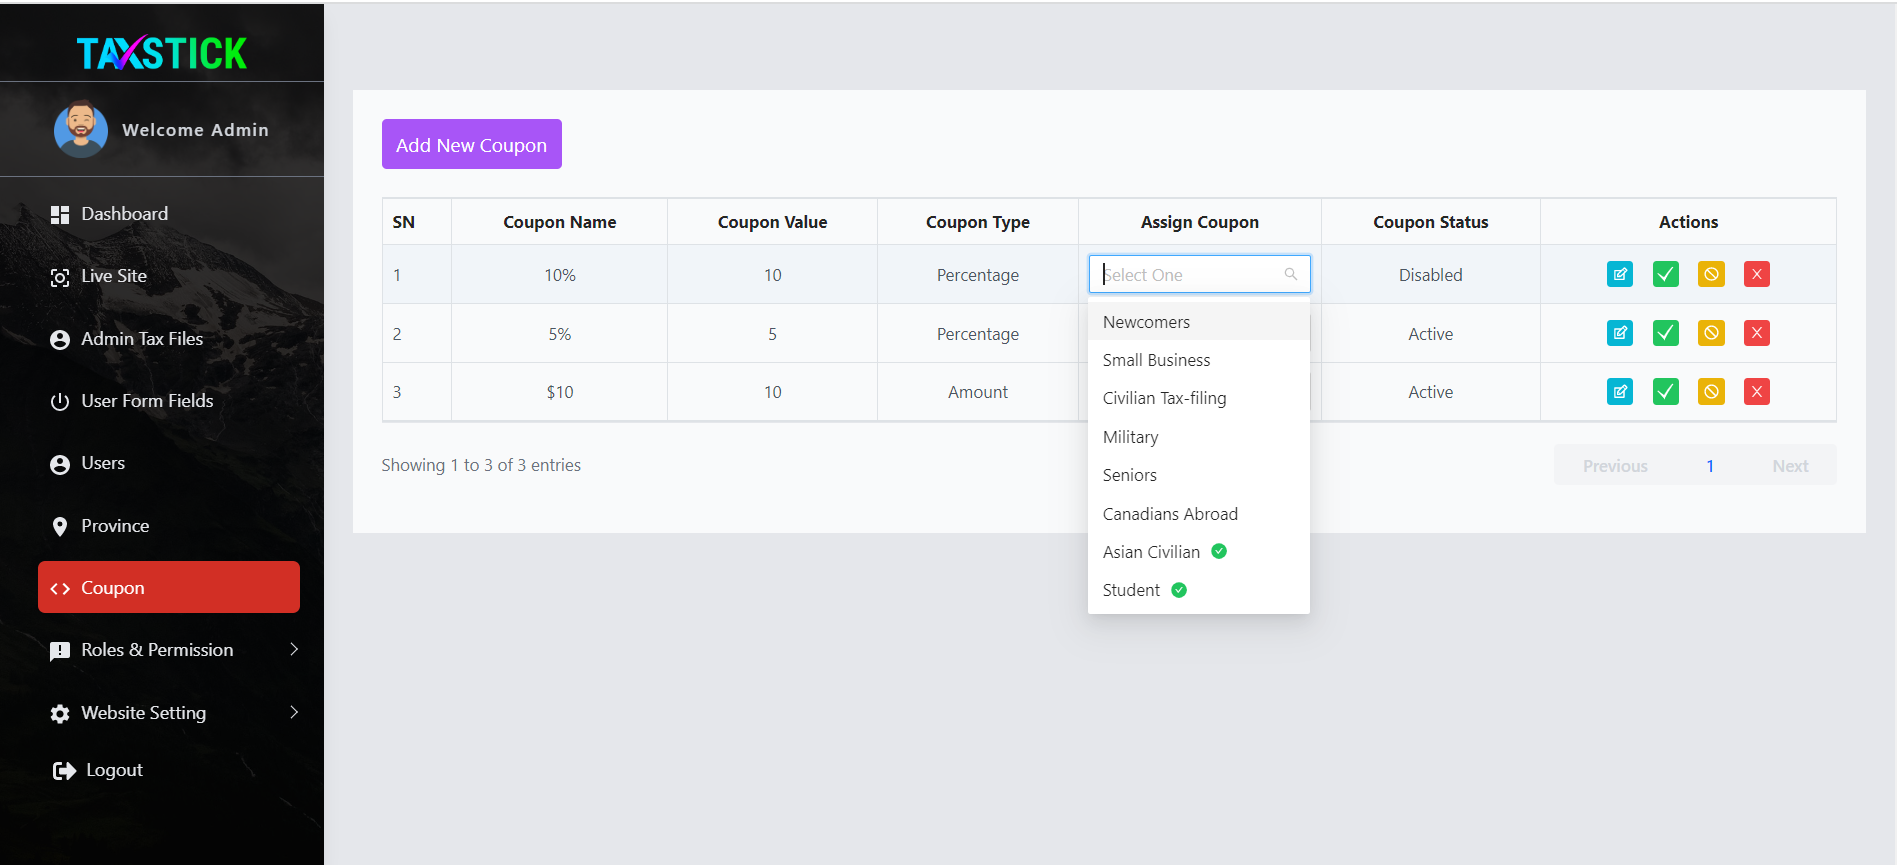 TAXSTICK
Welcome Admin
Dashboard
Live Site
Admin Tax Files
User Form Fields
Users
Province
Coupon
Roles & Permission
Website Setting
Logout
Add New Coupon
SN Coupon Name Coupon Value Coupon Type Assign Coupon Coupon Status Actions
1 10% 10 Percentage Select One Disabled
2 5% 5 Percentage Active
3 $10 10 Amount Active
Newcomers
Small Business
Civilian Tax-filing
Military
Seniors
Canadians Abroad
Asian Civilian
Student
Showing 1 to 3 of 3 entries
Previous 1 Next